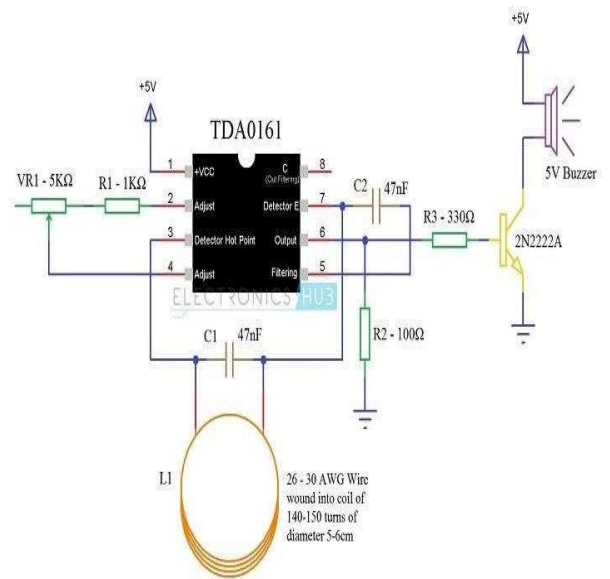 +5V
+5V
TDA0161
1
+VCC
C
(Out Filtering)
8
5V Buzzer
VR1 - 5KΩ
R1 - 1KΩ
2
Adjust
Detector E
7
C2
47nF
3
Detector Hot Point
Output
6
R3 - 330Ω
2N2222A
4
Adjust
Filtering
5
ELECTRONICS HUB
C1
47nF
R2 - 100Ω
L1
26 - 30 AWG Wire
wound into coil of
140-150 turns of
diameter 5-6cm